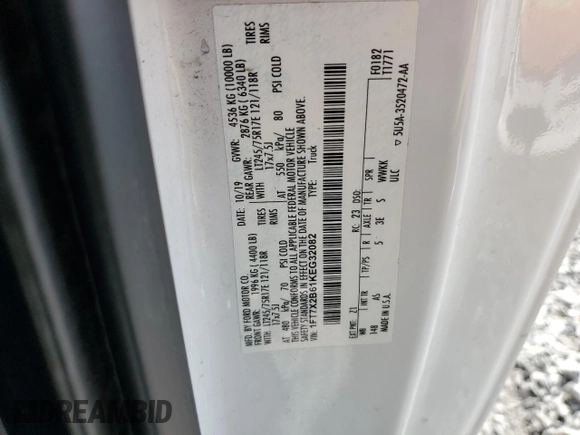 MFD. BY FORD MOTOR CO.
DATE: 10/19 GVWR: 4536 KG (10000 LB)
FRONT GAWR: 1996 KG (4400 LB) REAR GAWR: 2876 KG (6340 LB)
WITH LT245/75R17E 121/118R TIRES WITH LT245/75R17E 121/118R TIRES
17x7.5J RIMS 17x7.5J RIMS
AT 480 kPa/ 70 PSI COLD AT 550 kPa/ 80 PSI COLD
THIS VEHICLE CONFORMS TO ALL APPLICABLE FEDERAL MOTOR VEHICLE
SAFETY STANDARDS IN EFFECT ON THE DATE OF MANUFACTURE SHOWN ABOVE.
VIN: 1FT7X2B61KEG32082 TYPE: Truck
F0182
T1771
EXT PNT: Z1 RC: 23 DSO:
WB INT TR TP/PS R AXLE TR SPR
148 AS 5 3E S WWKK
ULC
MADE IN U.S.A. ▽ 5U5A-3520472-AA
DREAMBID